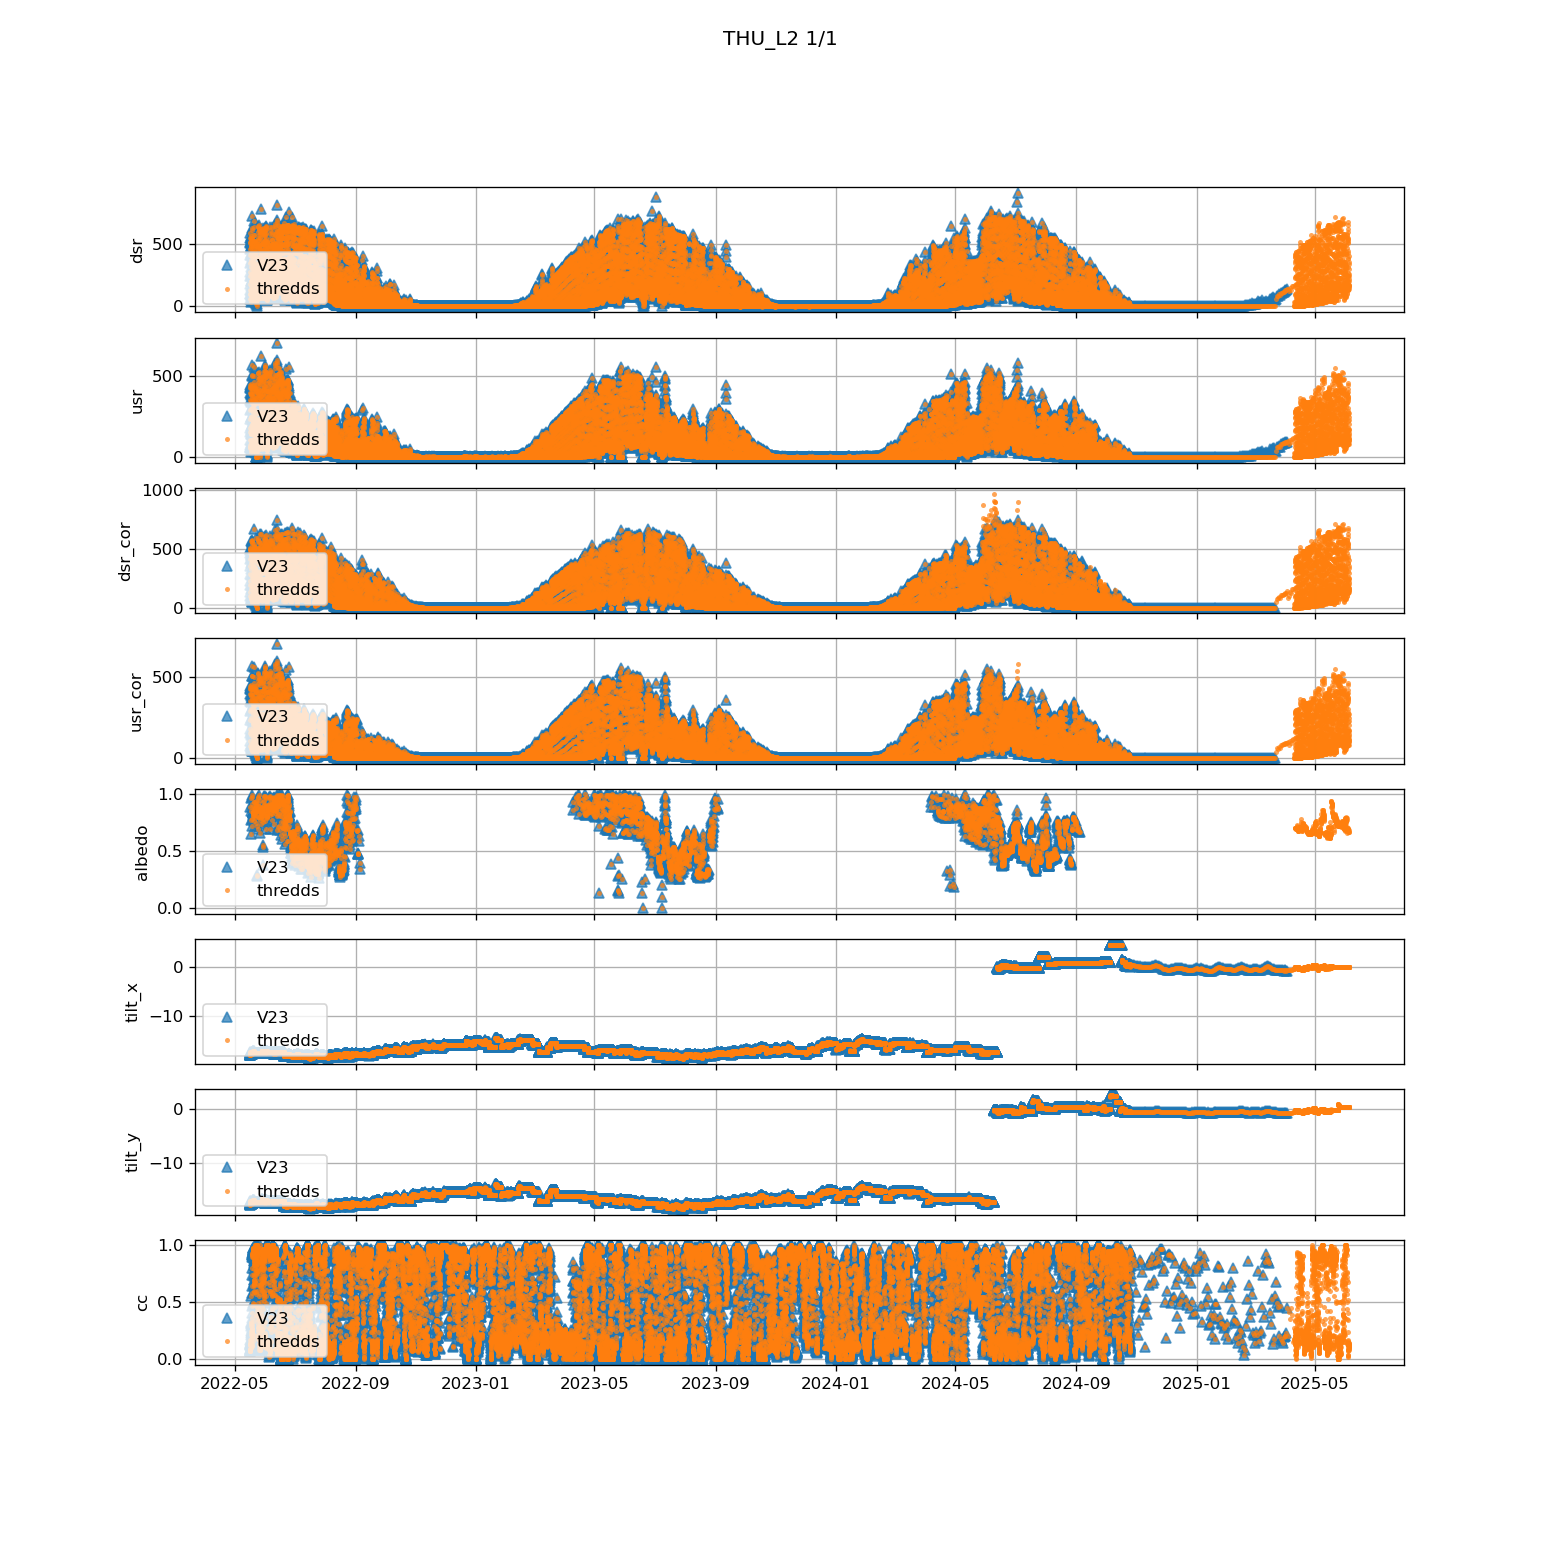 THU_L2 1/1
dsr
500
0
V23
thredds
usr
500
0
V23
thredds
dsr_cor
1000
500
0
V23
thredds
usr_cor
500
0
V23
thredds
albedo
1.0
0.5
0.0
V23
thredds
tilt_x
0
−10
V23
thredds
tilt_y
0
−10
V23
thredds
cc
1.0
0.5
0.0
V23
thredds
2022-05 2022-09 2023-01 2023-05 2023-09 2024-01 2024-05 2024-09 2025-01 2025-05